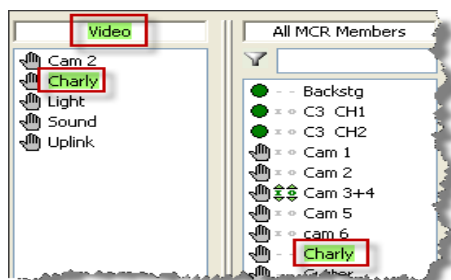 Video
Cam 2
Charly
Light
Sound
Uplink
All MCR Members
Backstg
C3 CH1
C3 CH2
Cam 1
Cam 2
Cam 3+4
Cam 5
cam 6
Charly